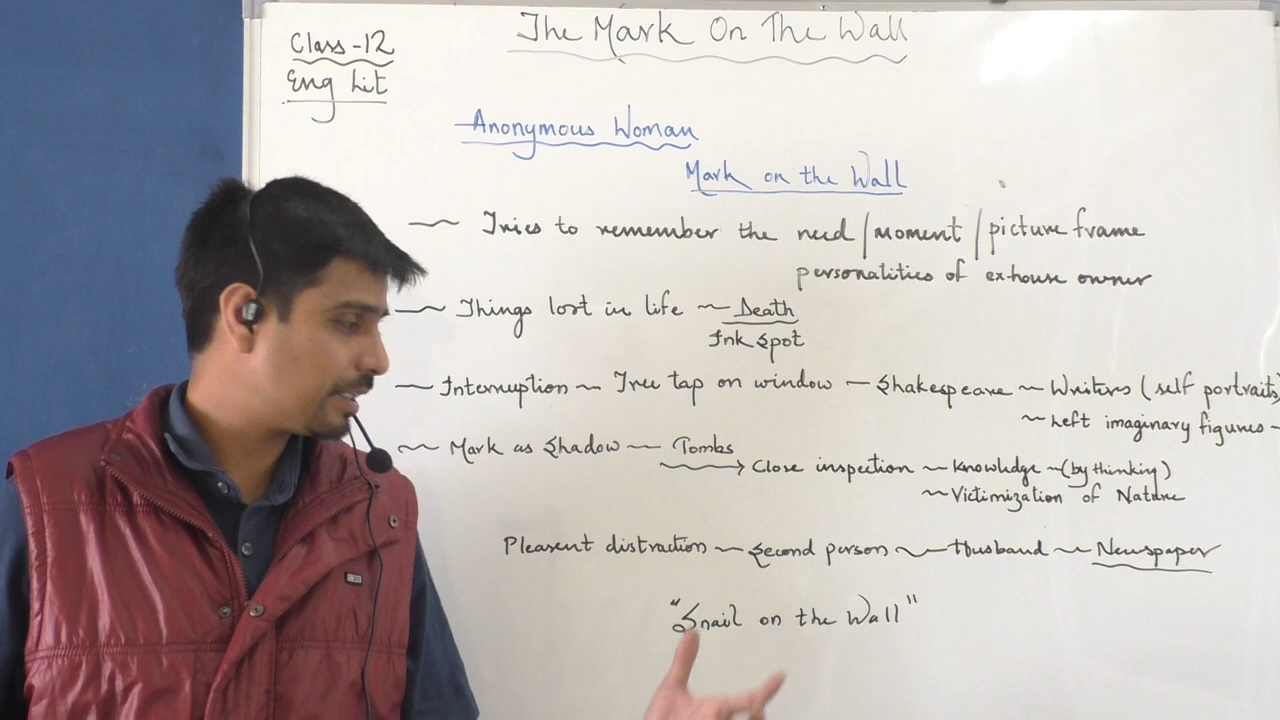 The Mark On The Wall
Class-12
Eng Lit
Anonymous Woman
Mark on the Wall
Tries to remember the need / moment / picture frame
personalities of exhouse owner
Things lost in life ~ Death
Ink Spot
Interruption ~ Tree tap on window — Shakespeare ~ Writers (self portraits)
~ Left imaginary figures -
Mark as Shadow — Tombs
→ Close inspection ~ Knowledge ~ (by thinking)
~ Victimization of Nature
Pleasent distraction ~ Second person ~ Husband ~ Newspaper
"Snail on the Wall"